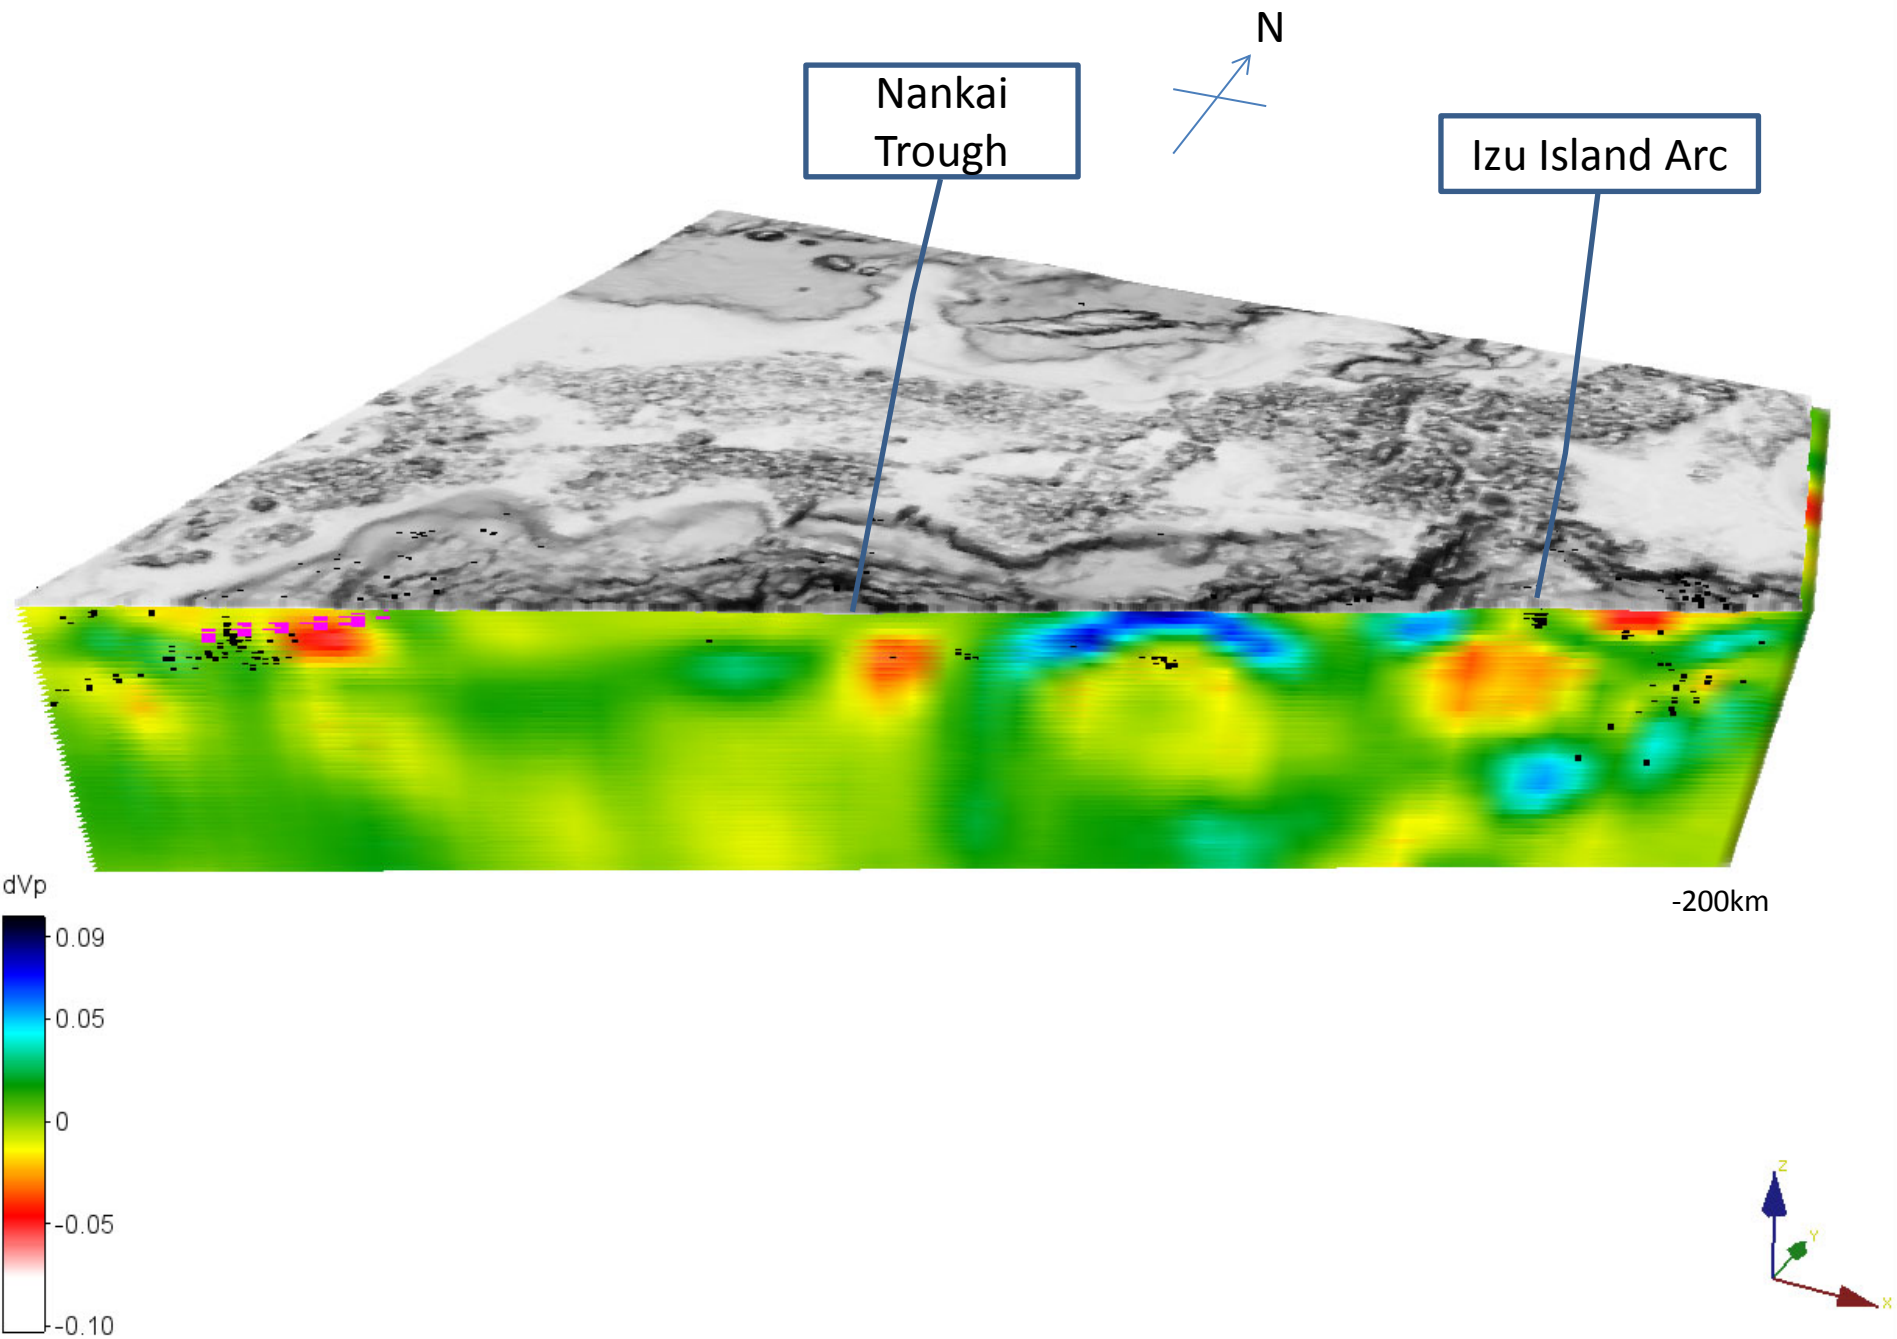 N
Nankai
Trough
Izu Island Arc
-200km
dVp
0.09
0.05
0
-0.05
-0.10
Z
Y
X